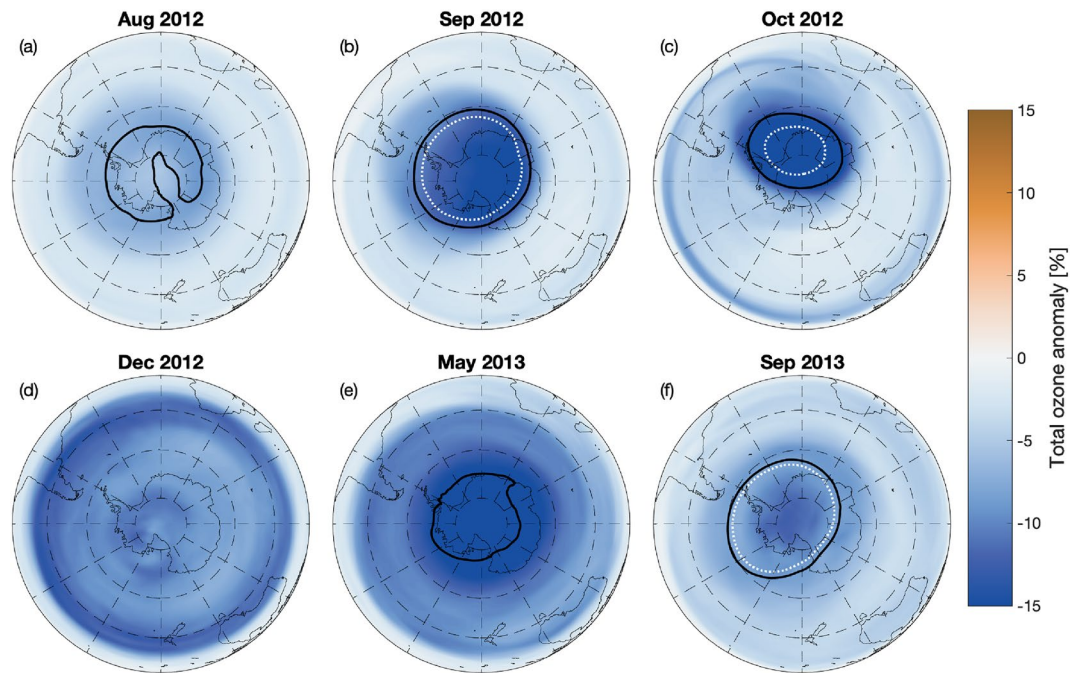 Aug 2012
Sep 2012
Oct 2012
(a)
(b)
(c)
Dec 2012
May 2013
Sep 2013
(d)
(e)
(f)
15
10
5
0
-5
-10
-15
Total ozone anomaly [%]